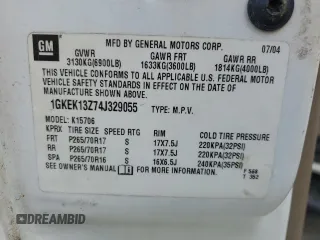 GM
MFD BY GENERAL MOTORS CORP. 07/04
GVWR GAWR FRT GAWR RR
3130KG(6900LB) 1633KG(3600LB) 1814KG(4000LB)
THIS VEHICLE CONFORMS TO ALL APPLICABLE U.S. FEDERAL
MOTOR VEHICLE SAFETY STANDARDS IN EFFECT ON THE DATE
OF MANUFACTURE SHOWN ABOVE.
1GKEK13Z74J329055 TYPE: M.P.V.
MODEL: K15706
KPRX TIRE SIZE SPEED RTG RIM COLD TIRE PRESSURE
FRT P265/70R17 S 17X7.5J 220KPA(32PSI)
RR P265/70R17 S 17X7.5J 220KPA(32PSI)
SPA P265/70R16 S 16X6.5J 240KPA(35PSI)
SEE OWNER'S MANUAL FOR ADDITIONAL INFORMATION.
DREAMBID